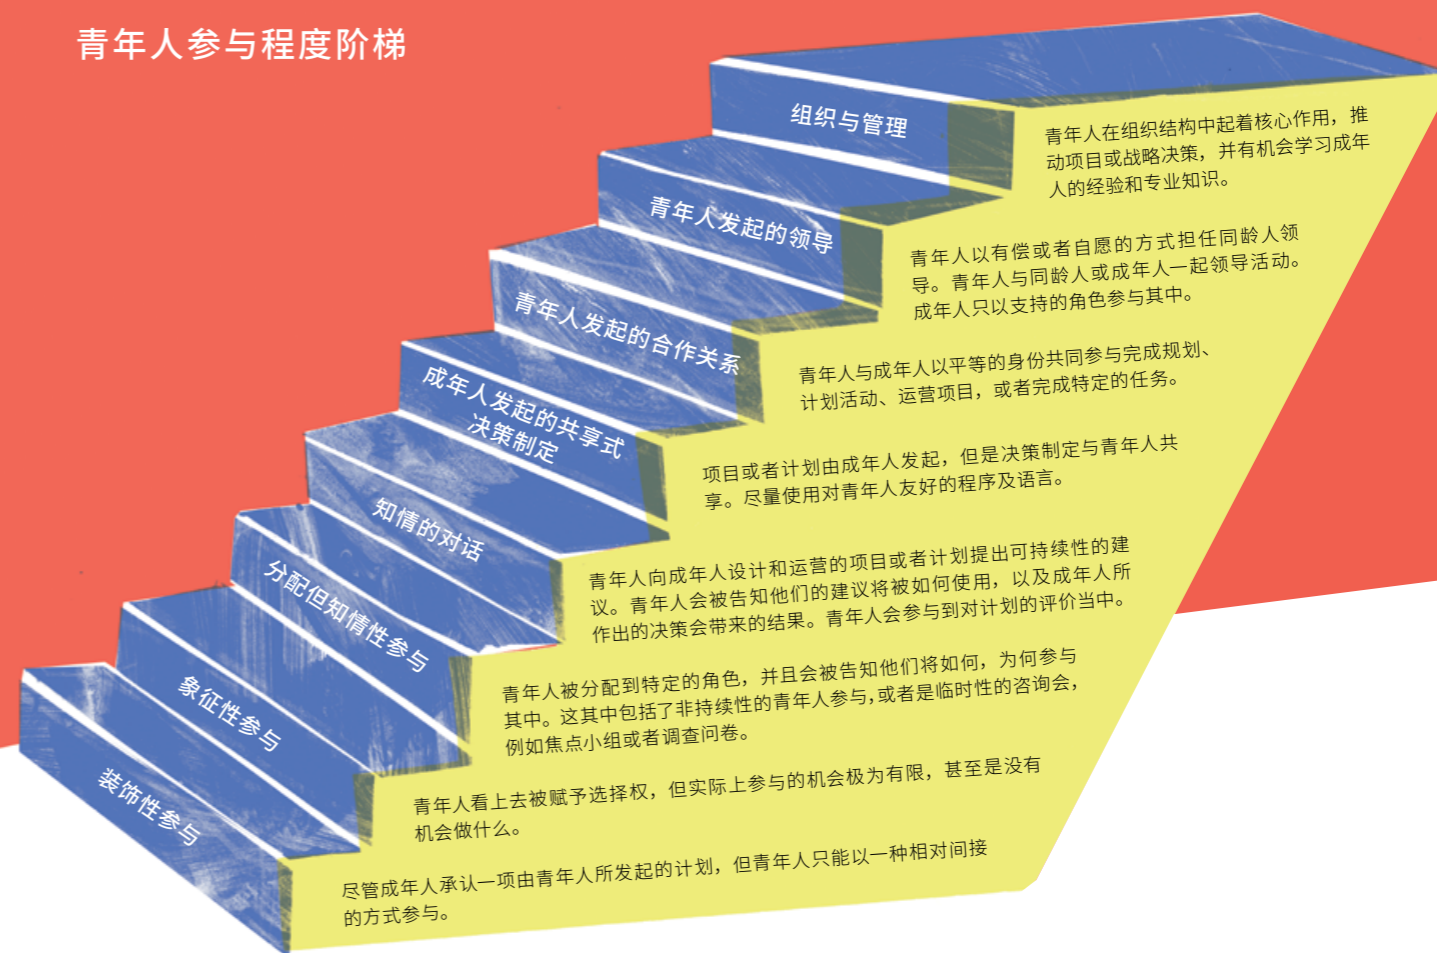 青年人参与程度阶梯
组织与管理
青年人在组织结构中起着核心作用，推
动项目或战略决策，并有机会学习成年
人的经验和专业知识。
青年人发起的领导
青年人以有偿或者自愿的方式担任同龄人领
导。青年人与同龄人或成年人一起领导活动。
成年人只以支持的角色参与其中。
青年人发起的合作关系
青年人与成年人以平等的身份共同参与完成规划、
计划活动、运营项目，或者完成特定的任务。
成年人发起的共享式
决策制定
项目或者计划由成年人发起，但是决策制定与青年人共
享。尽量使用对青年人友好的程序及语言。
知情的对话
青年人向成年人设计和运营的项目或者计划提出可持续性的建
议。青年人会被告知他们的建议将被如何使用，以及成年人所
作出的决策会带来的结果。青年人会参与到对计划的评价当中。
分配但知情性参与
青年人被分配到特定的角色，并且会被告知他们将如何，为何参与
其中。这其中包括了非持续性的青年人参与，或者是临时性的咨询会，
例如焦点小组或者调查问卷。
象征性参与
青年人看上去被赋予选择权，但实际上参与的机会极为有限，甚至是没有
机会做什么。
装饰性参与
尽管成年人承认一项由青年人所发起的计划，但青年人只能以一种相对间接
的方式参与。